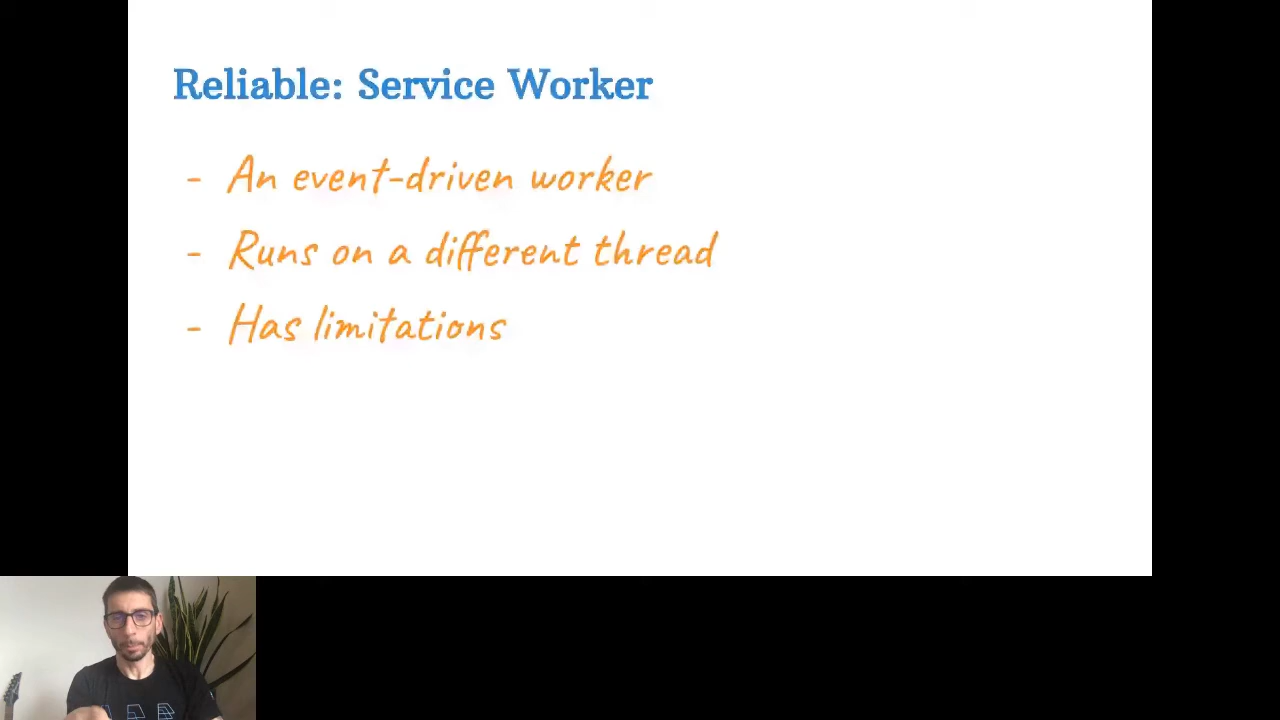 Reliable: Service Worker
- An event-driven worker
- Runs on a different thread
- Has limitations